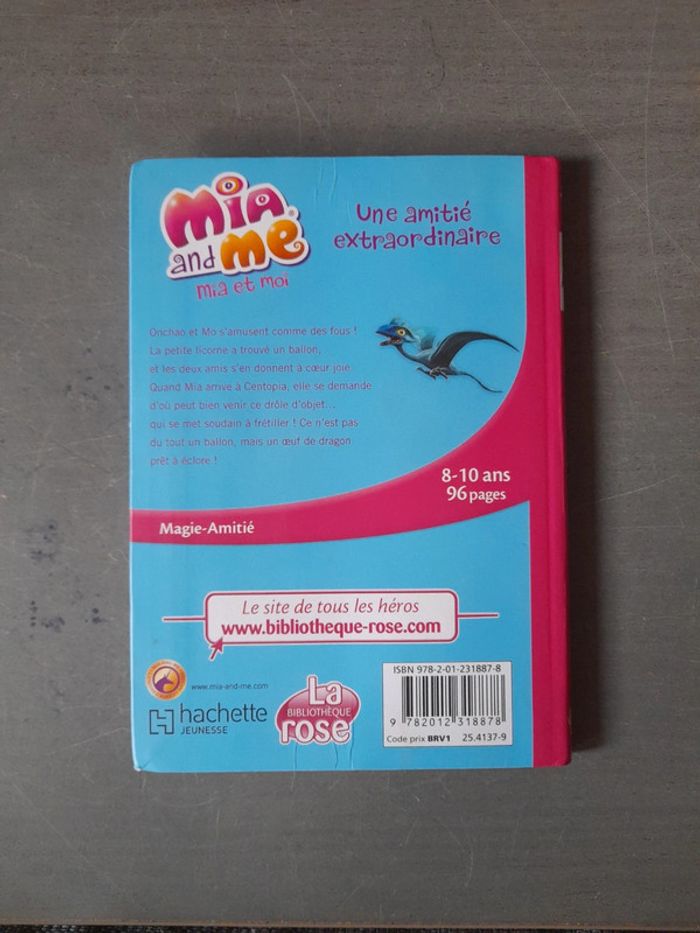 mia
and me®
mia et moi
Une amitié
extraordinaire
Onchao et Mo s'amusent comme des fous !
La petite licorne a trouvé un ballon,
et les deux amis s'en donnent à cœur joie.
Quand Mia arrive à Centopia, elle se demande
d'où peut bien venir ce drôle d'objet...
qui se met soudain à frétiller ! Ce n'est pas
du tout un ballon, mais un œuf de dragon
prêt à éclore !
8-10 ans
96 pages
Magie-Amitié
Le site de tous les héros
www.bibliotheque-rose.com
www.mia-and-me.com
hachette
JEUNESSE
La
BIBLIOTHÈQUE
rose
ISBN 978-2-01-231887-8
9 782012 318878
Code prix BRV1 25.4137-9